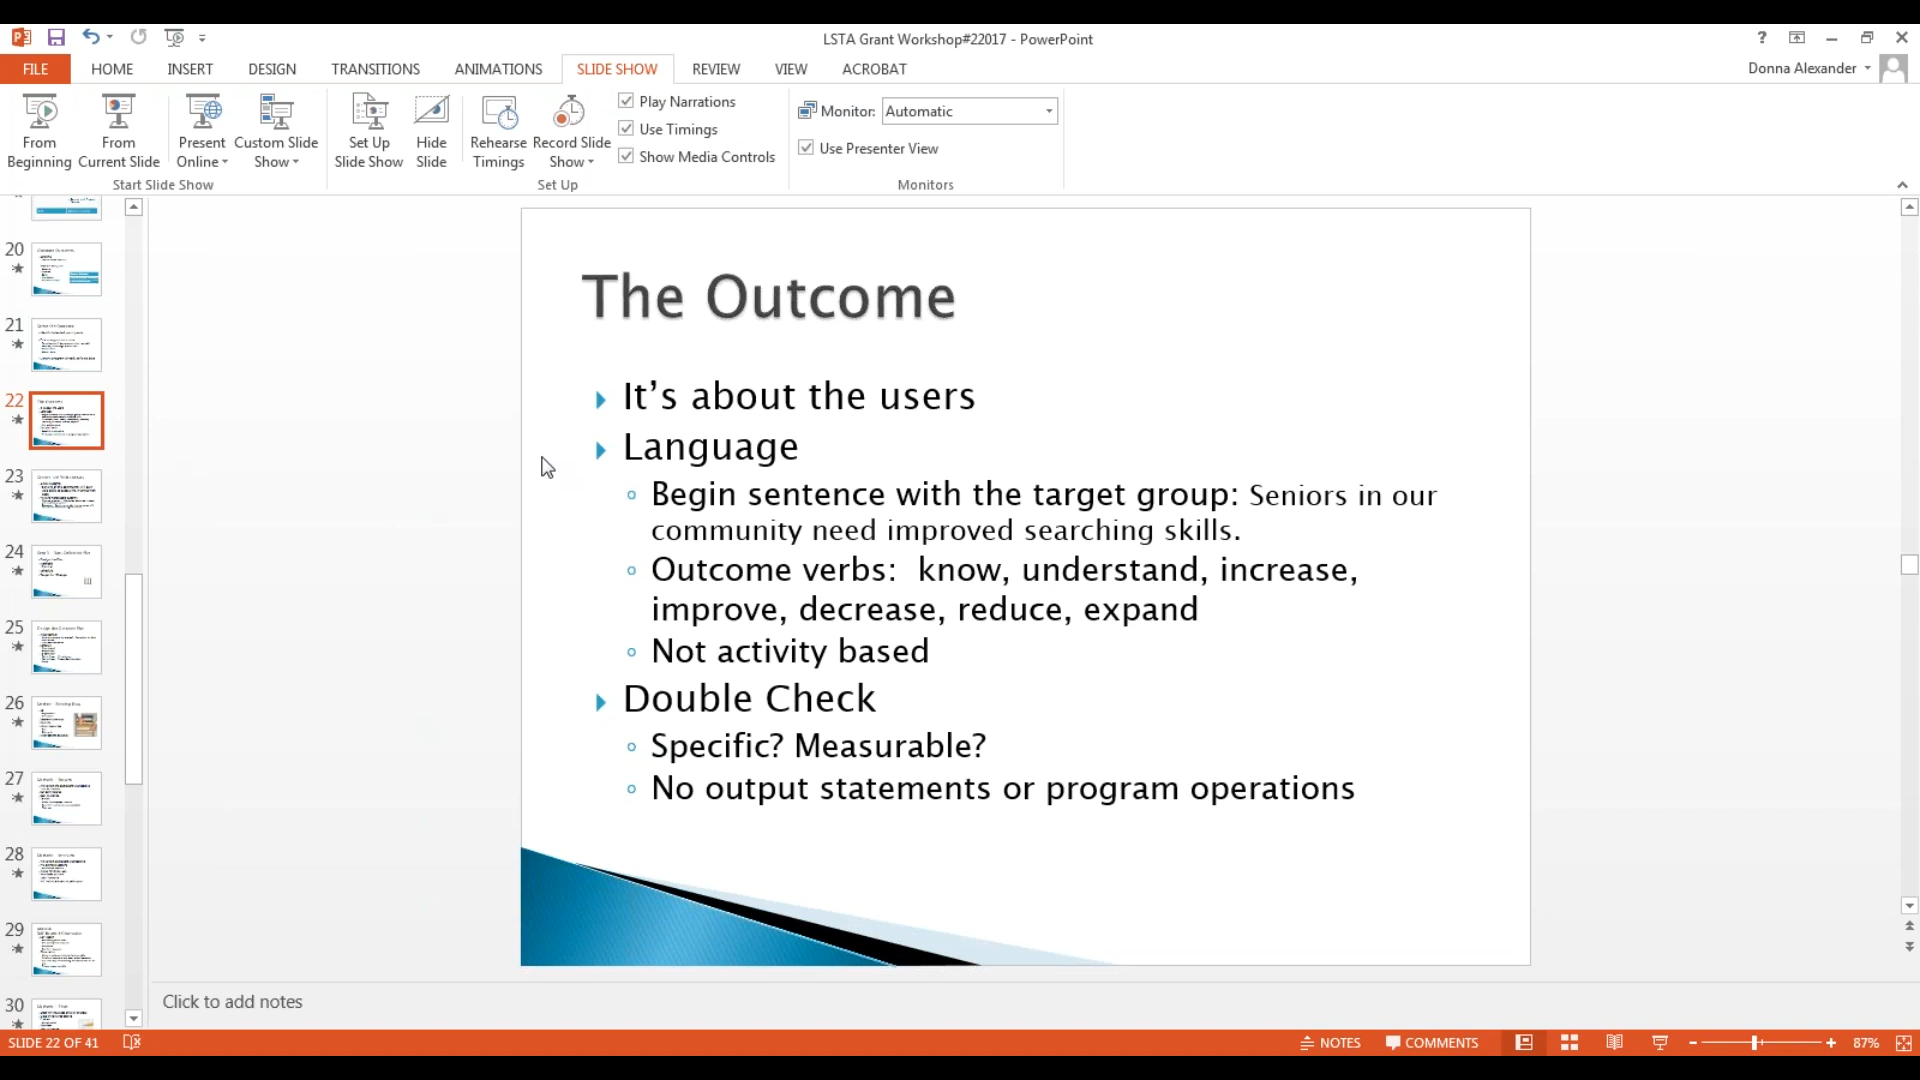 LSTA Grant Workshop#22017 - PowerPoint
?
FILE HOME INSERT DESIGN TRANSITIONS ANIMATIONS SLIDE SHOW REVIEW VIEW ACROBAT
Donna Alexander
From Beginning
From Current Slide
Present Online
Custom Slide Show
Start Slide Show
Set Up Slide Show
Hide Slide
Rehearse Timings
Record Slide Show
Play Narrations
Use Timings
Show Media Controls
Set Up
Monitor: Automatic
Use Presenter View
Monitors
20
21
22
23
24
25
26
27
28
29
30
The Outcome
It’s about the users
Language
Begin sentence with the target group: Seniors in our
community need improved searching skills.
Outcome verbs: know, understand, increase,
improve, decrease, reduce, expand
Not activity based
Double Check
Specific? Measurable?
No output statements or program operations
Click to add notes
SLIDE 22 OF 41
NOTES
COMMENTS
87%